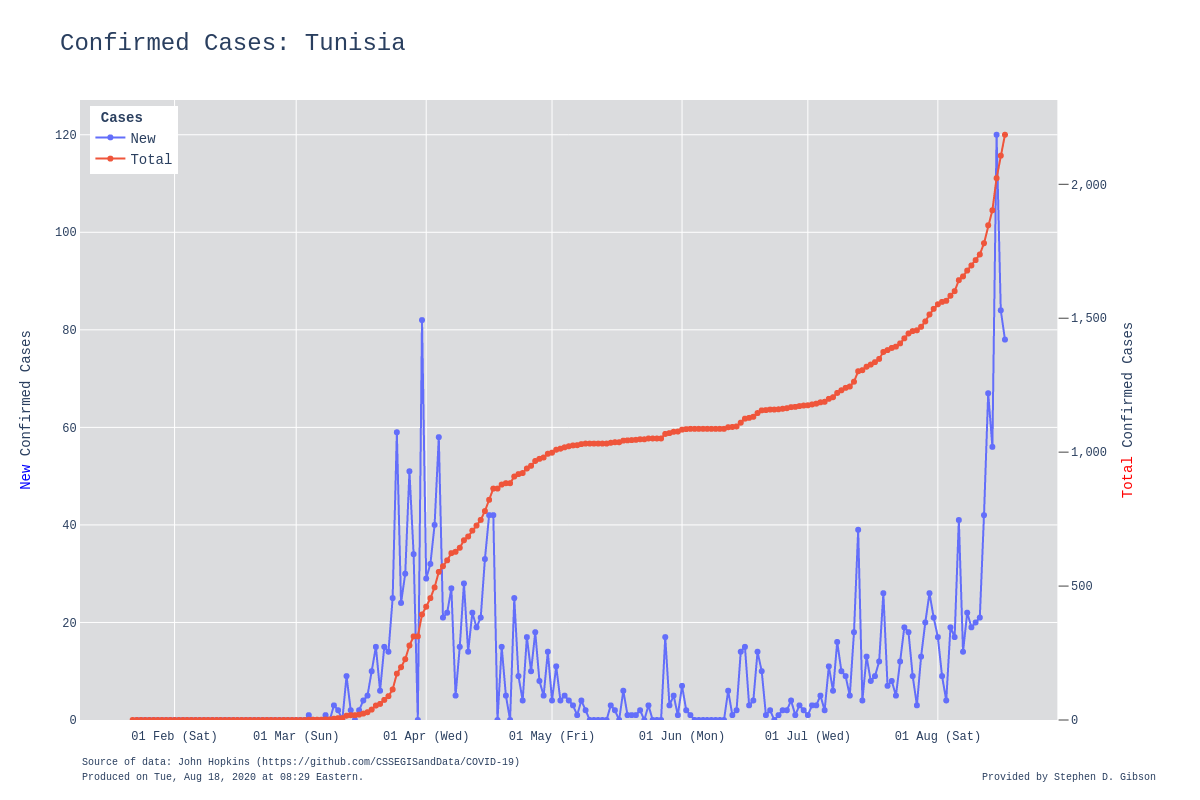 Confirmed Cases: Tunisia
Cases
New
Total
120
100
80
60
40
20
0
New Confirmed Cases
2,000
1,500
1,000
500
0
Total Confirmed Cases
01 Feb (Sat) 01 Mar (Sun) 01 Apr (Wed) 01 May (Fri) 01 Jun (Mon) 01 Jul (Wed) 01 Aug (Sat)
Source of data: John Hopkins (https://github.com/CSSEGISandData/COVID-19)
Produced on Tue, Aug 18, 2020 at 08:29 Eastern.
Provided by Stephen D. Gibson